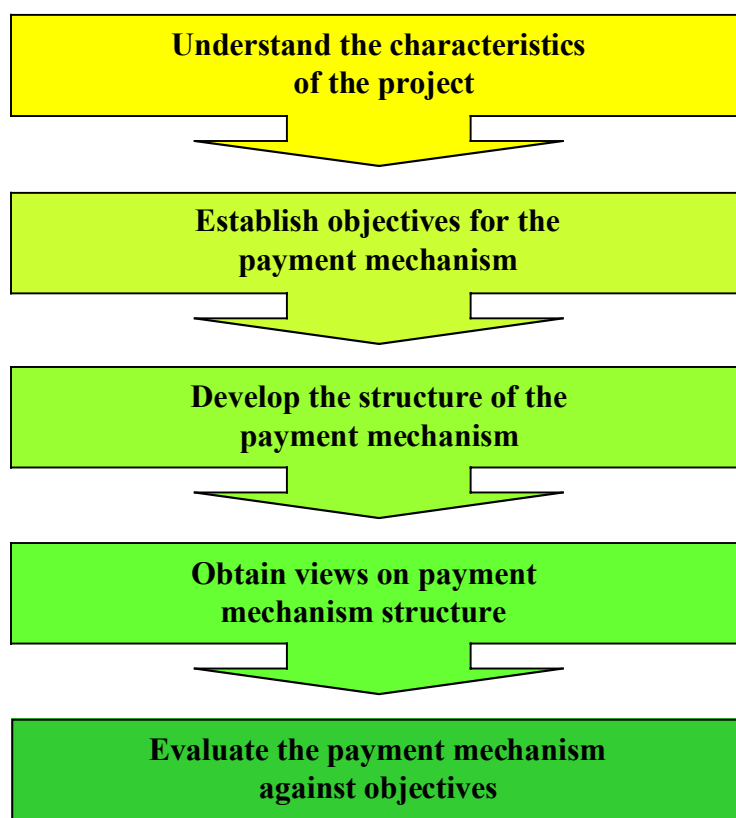 Understand the characteristics
of the project
Establish objectives for the
payment mechanism
Develop the structure of the
payment mechanism
Obtain views on payment
mechanism structure
Evaluate the payment mechanism
against objectives